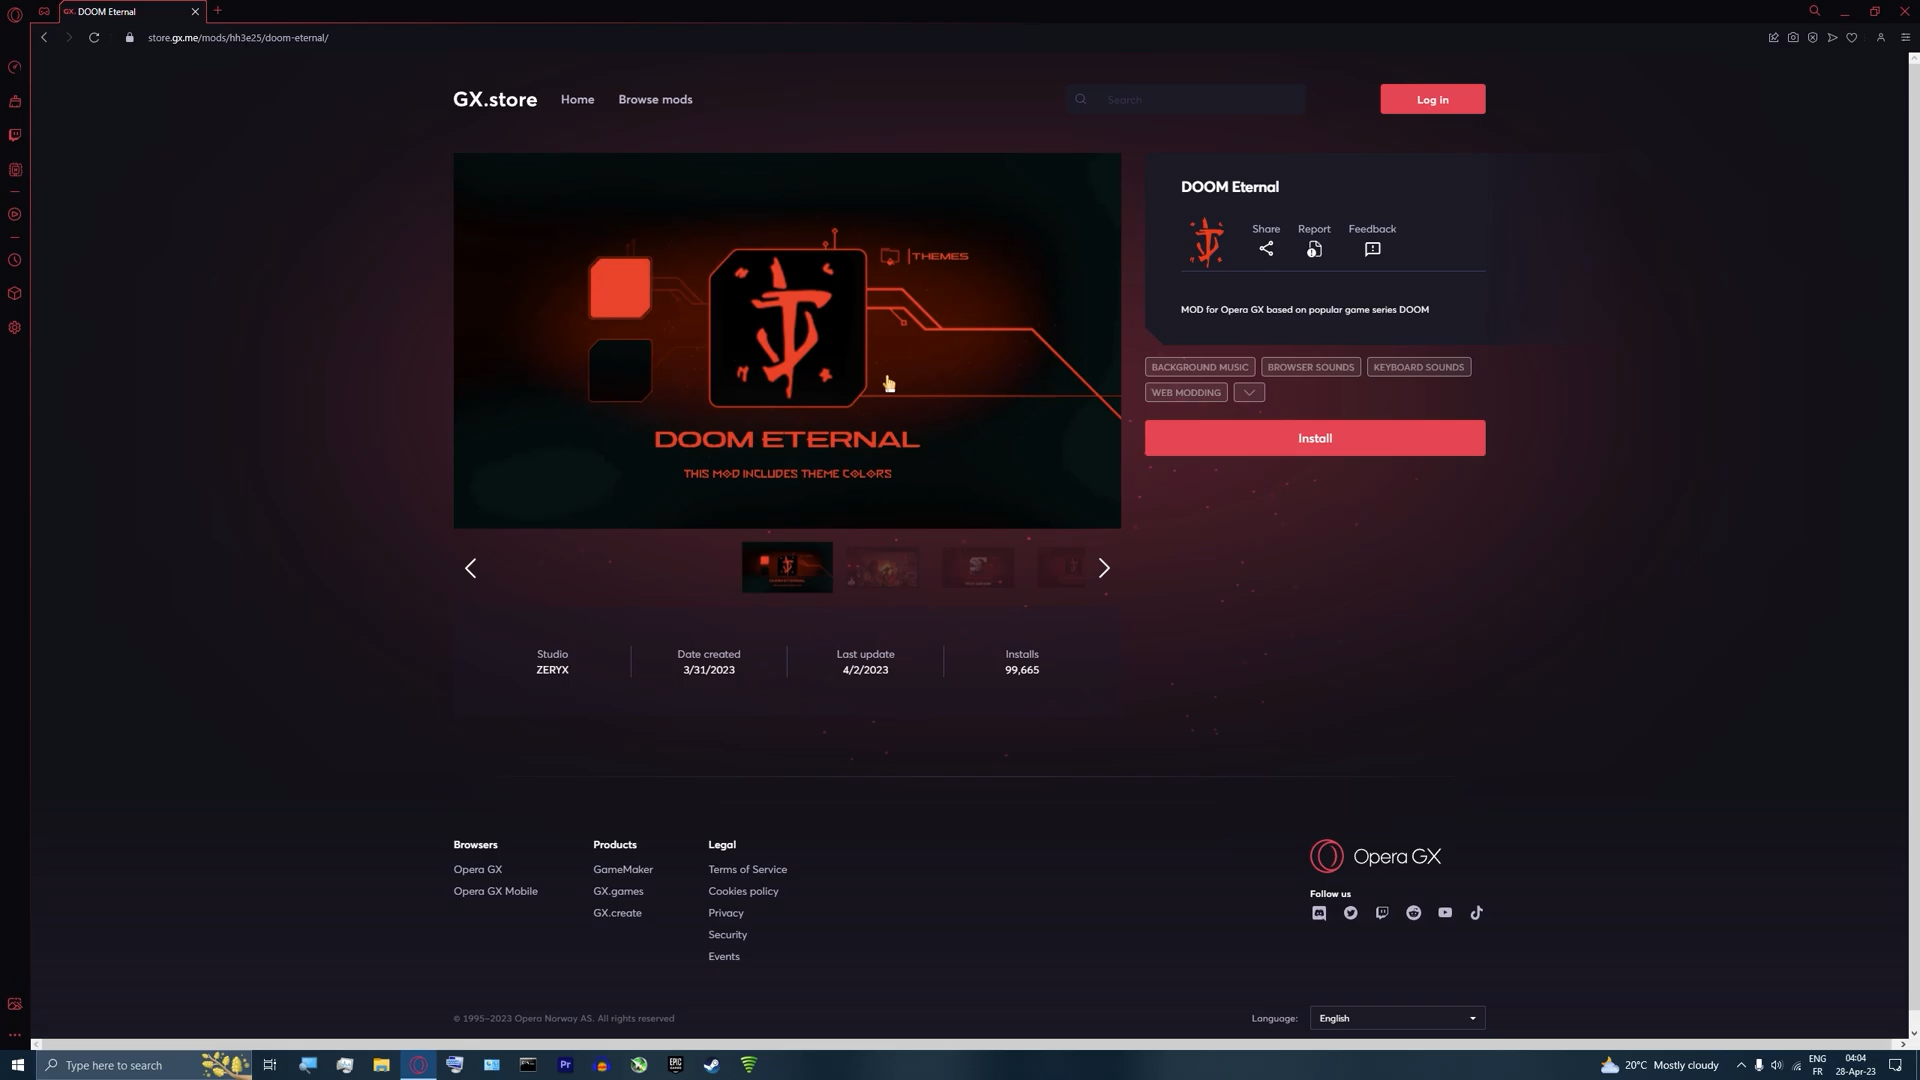 GX. DOOM Eternal
store.gx.me/mods/hh3e25/doom-eternal/
GX.store
Home
Browse mods
Search
Log in
THEMES
DOOM ETERNAL
THIS MOD INCLUDES THEME COLORS
DOOM Eternal
Share
Report
Feedback
MOD for Opera GX based on popular game series DOOM
BACKGROUND MUSIC
BROWSER SOUNDS
KEYBOARD SOUNDS
WEB MODDING
Install
Studio
ZERYX
Date created
3/31/2023
Last update
4/2/2023
Installs
99,665
Browsers
Opera GX
Opera GX Mobile
Products
GameMaker
GX.games
GX.create
Legal
Terms of Service
Cookies policy
Privacy
Security
Events
Opera GX
Follow us
© 1995–2023 Opera Norway AS. All rights reserved
Language:
English
Type here to search
Pr
EPIC GAMES
20°C Mostly cloudy
ENG
FR
04:04
28-Apr-23